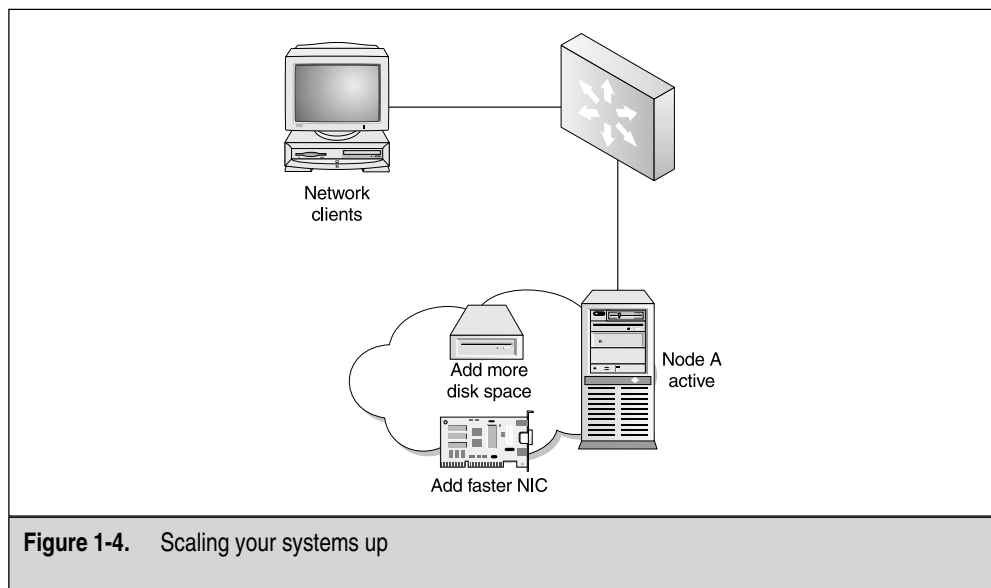 Network
clients
Node A
active
Add more
disk space
Add faster NIC
Figure 1-4. Scaling your systems up